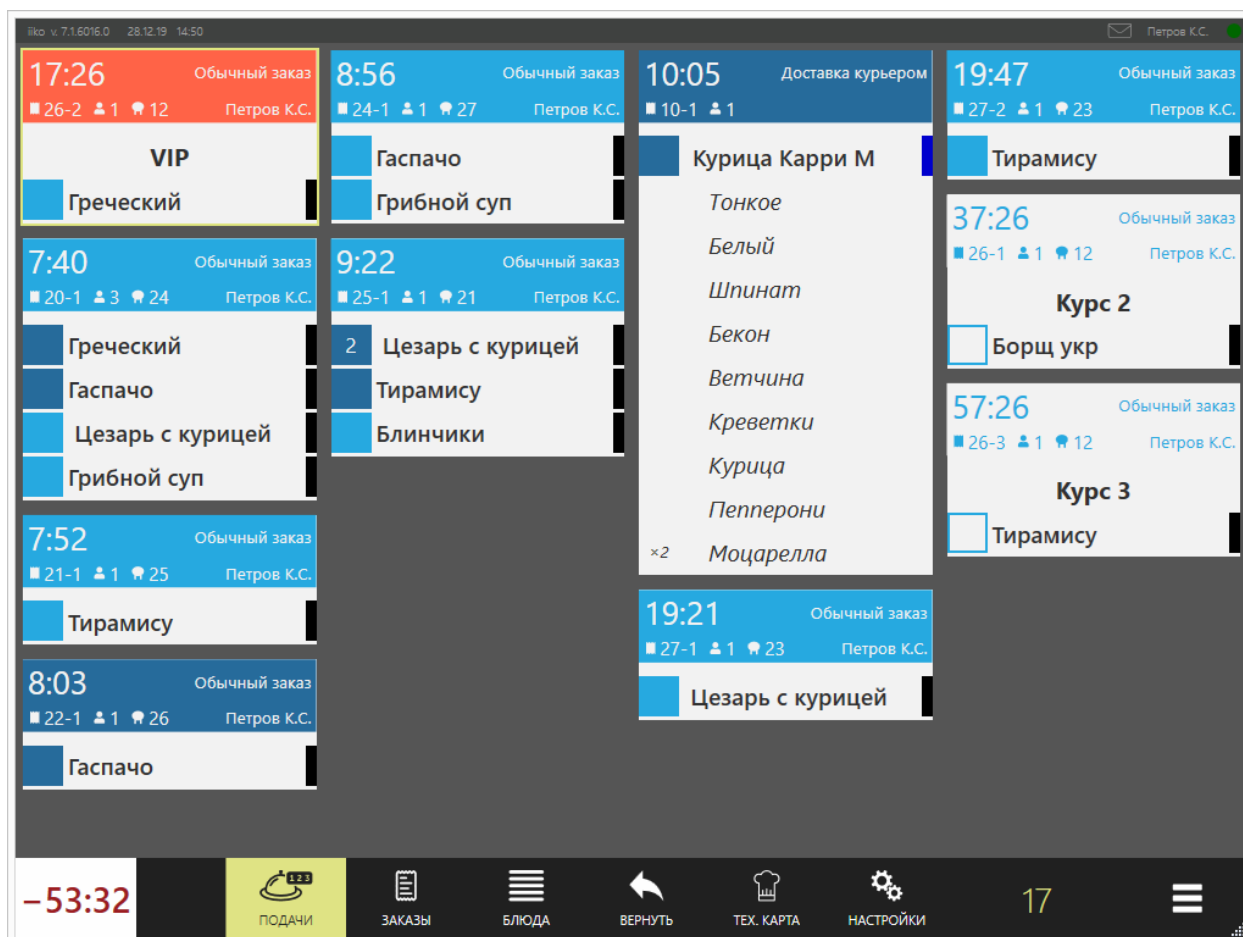 iiko v. 7.1.6016.0 28.12.19 14:50 Петров К.С.
17:26 Обычный заказ
26-2 1 12 Петров К.С.
VIP
Греческий
7:40 Обычный заказ
20-1 3 24 Петров К.С.
Греческий
Гаспачо
Цезарь с курицей
Грибной суп
7:52 Обычный заказ
21-1 1 25 Петров К.С.
Тирамису
8:03 Обычный заказ
22-1 1 26 Петров К.С.
Гаспачо
8:56 Обычный заказ
24-1 1 27 Петров К.С.
Гаспачо
Грибной суп
9:22 Обычный заказ
25-1 1 21 Петров К.С.
2 Цезарь с курицей
Тирамису
Блинчики
10:05 Доставка курьером
10-1 1
Курица Карри М
Тонкое
Белый
Шпинат
Бекон
Ветчина
Креветки
Курица
Пепперони
×2 Моцарелла
19:21 Обычный заказ
27-1 1 23 Петров К.С.
Цезарь с курицей
19:47 Обычный заказ
27-2 1 23 Петров К.С.
Тирамису
37:26 Обычный заказ
26-1 1 12 Петров К.С.
Курс 2
Борщ укр
57:26 Обычный заказ
26-3 1 12 Петров К.С.
Курс 3
Тирамису
–53:32
123
ПОДАЧИ
ЗАКАЗЫ
БЛЮДА
ВЕРНУТЬ
ТЕХ. КАРТА
НАСТРОЙКИ
17